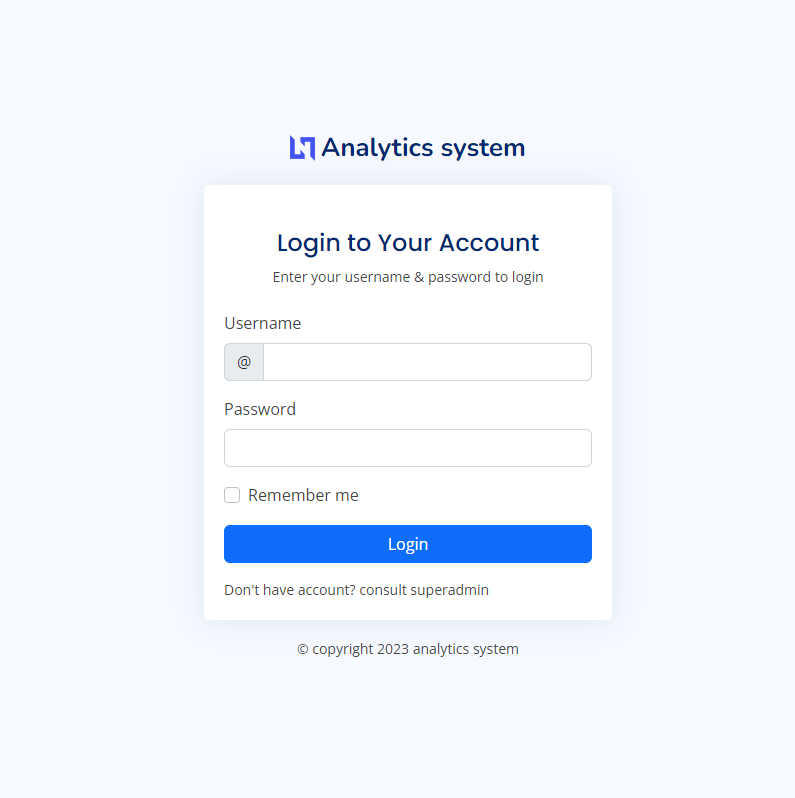 Analytics system
Login to Your Account
Enter your username & password to login
Username
@
Password
Remember me
Login
Don't have account? consult superadmin
© copyright 2023 analytics system